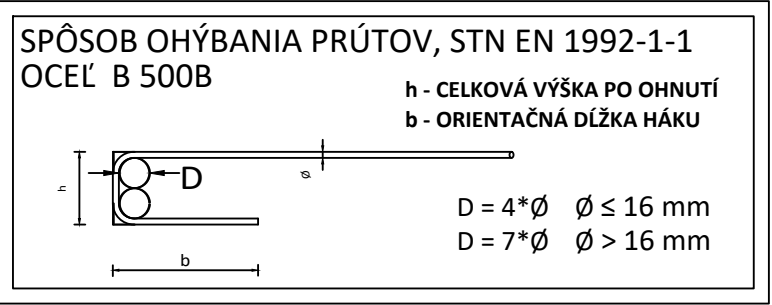 SPÔSOB OHÝBANIA PRÚTOV, STN EN 1992-1-1
OCEĽ B 500B
h - CELKOVÁ VÝŠKA PO OHNUTÍ
b - ORIENTAČNÁ DĹŽKA HÁKU
h
D
Ø
D = 4*Ø Ø ≤ 16 mm
D = 7*Ø Ø > 16 mm
b